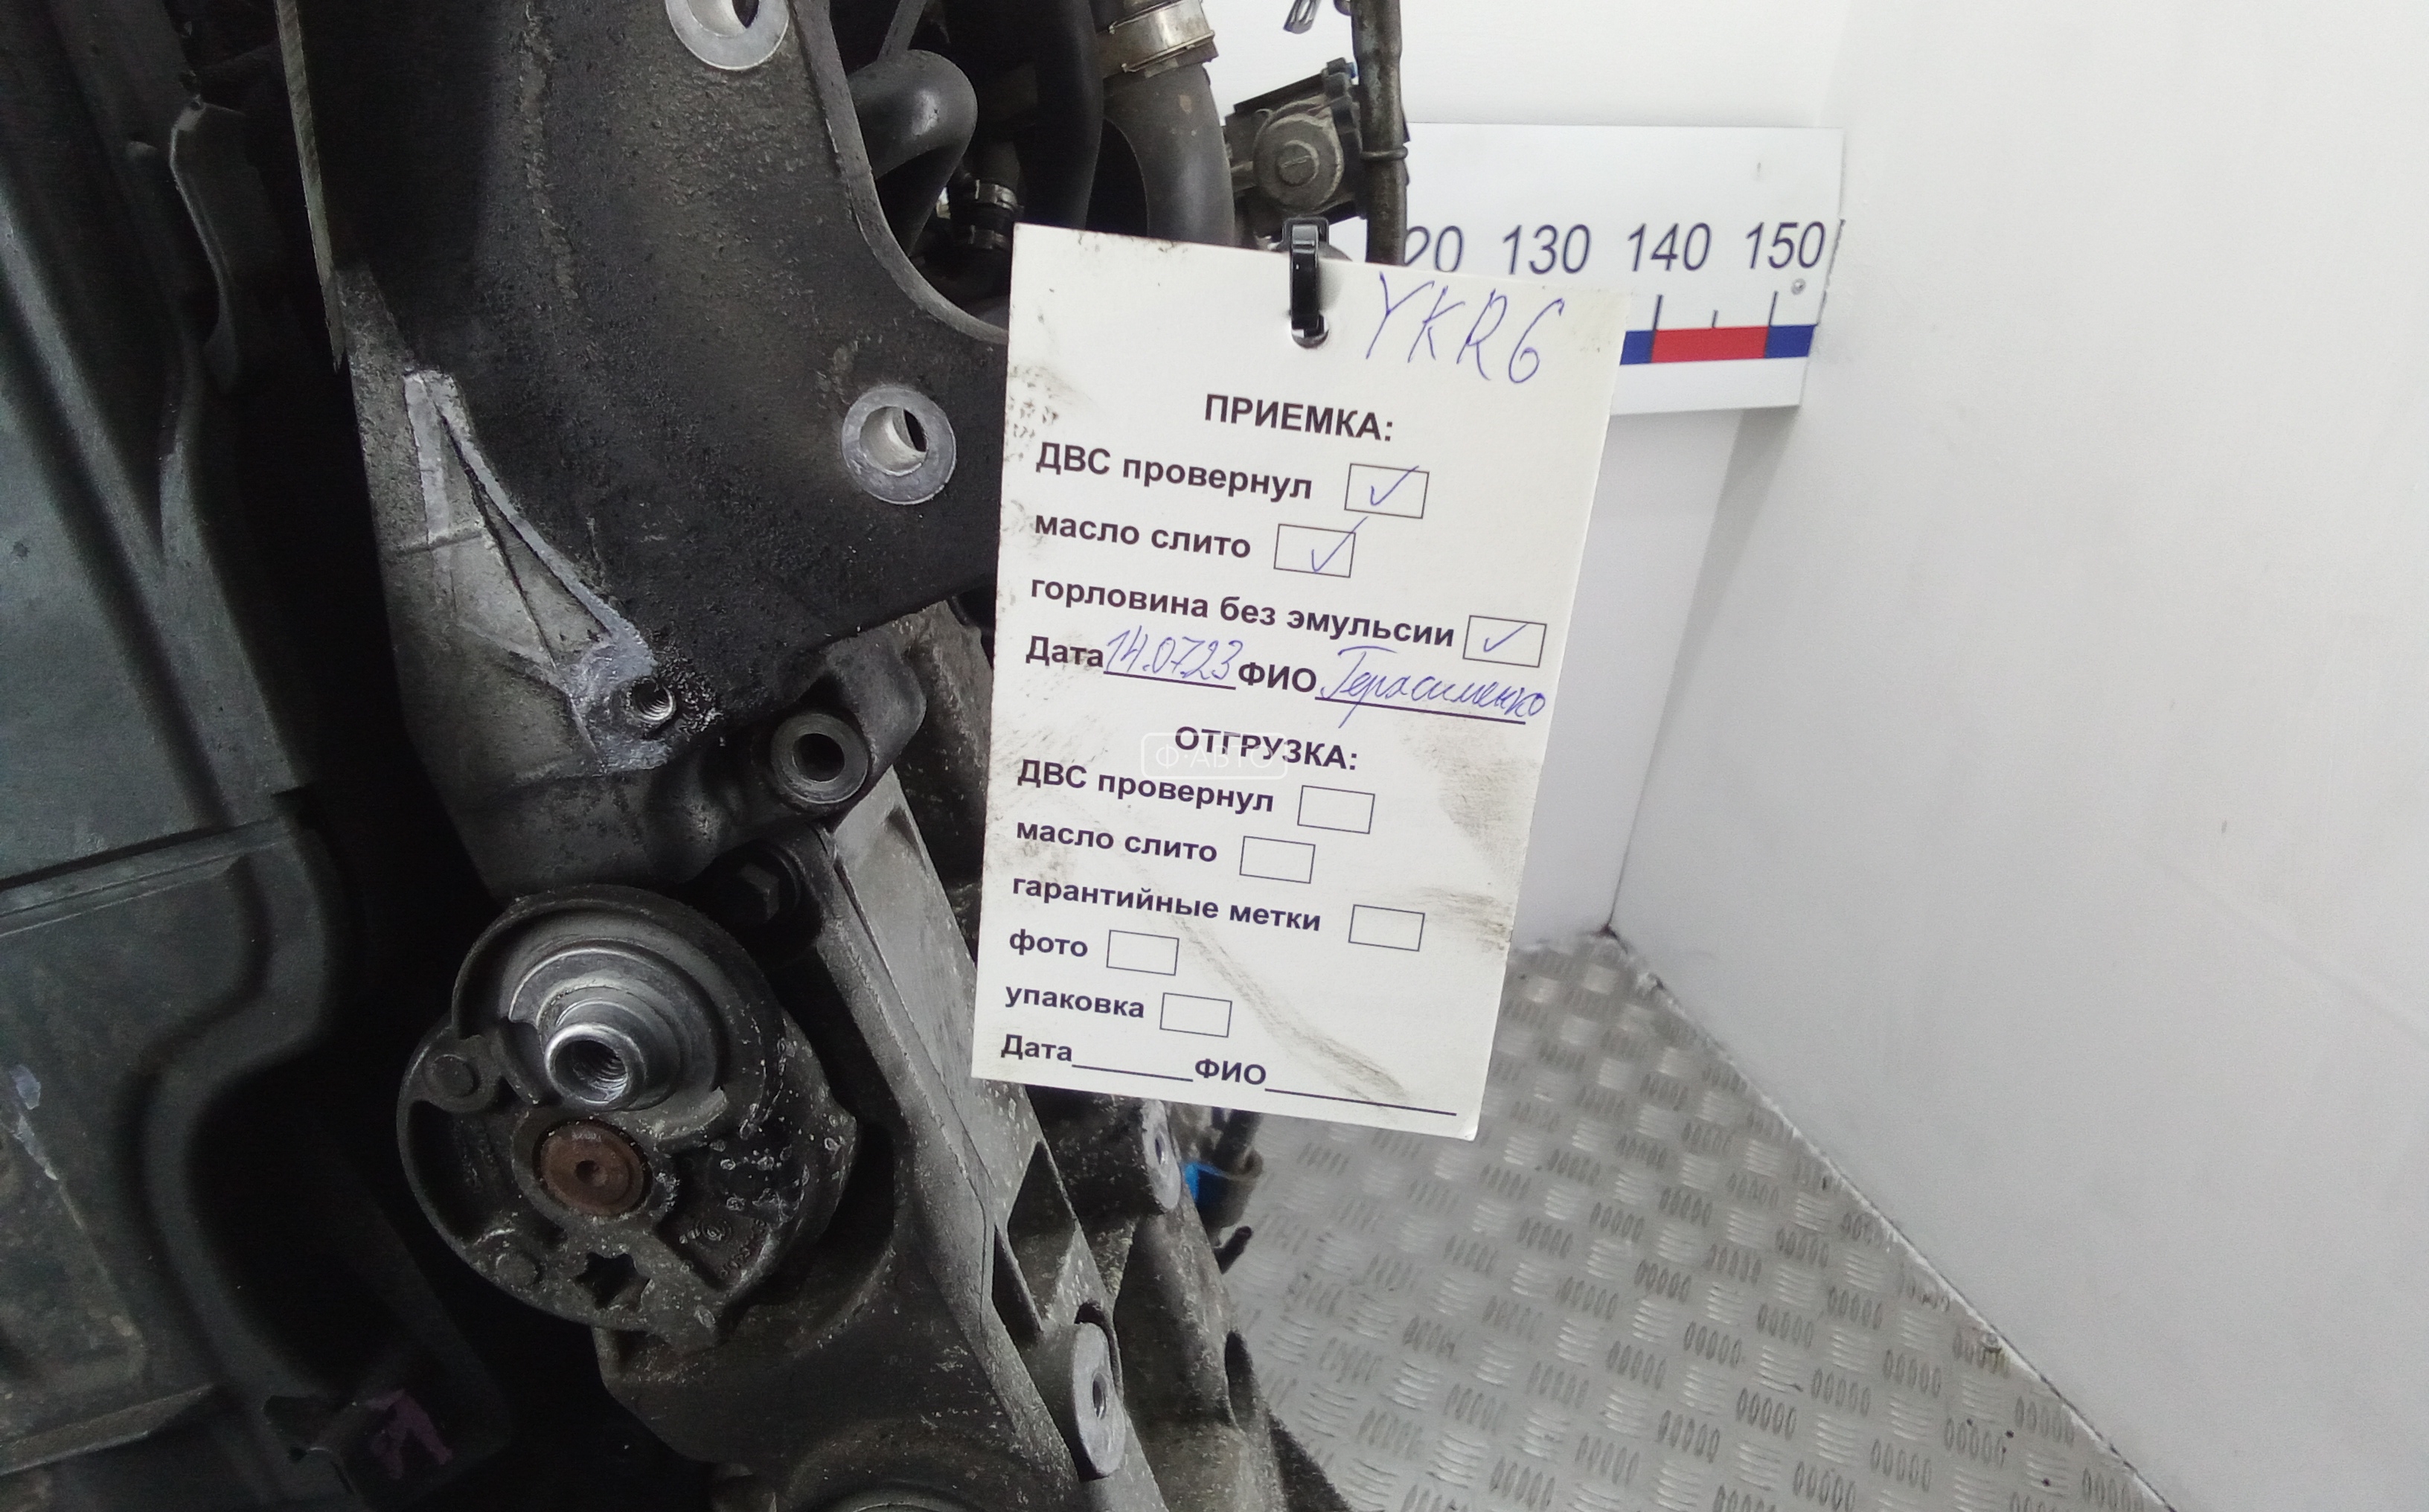 20 130 140 150
YKR6
ПРИЕМКА:
ДВС провернул
масло слито
горловина без эмульсии
Дата 14.07.23 ФИО Герасименко
ОТГРУЗКА:
Ф·АВТО
ДВС провернул
масло слито
гарантийные метки
фото
упаковка
Дата ФИО